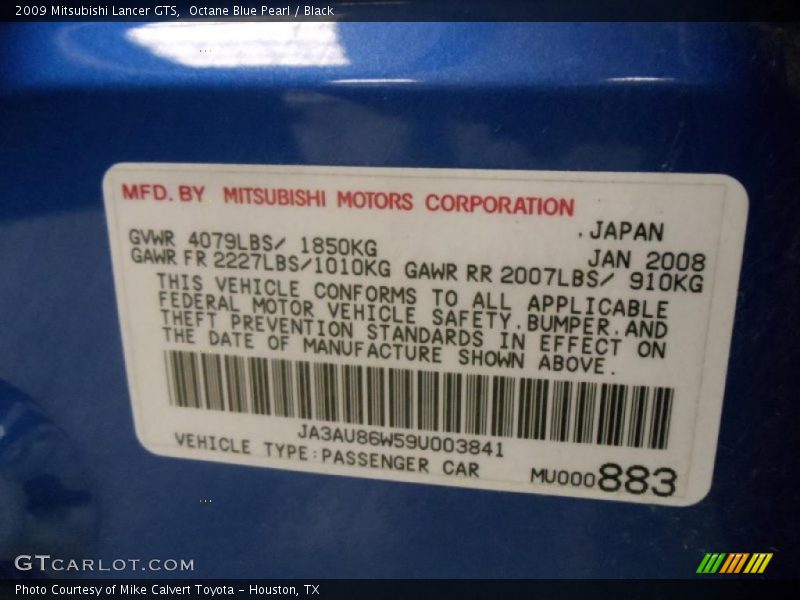 2009 Mitsubishi Lancer GTS,  Octane Blue Pearl / Black
MFD. BY MITSUBISHI MOTORS CORPORATION
.JAPAN
GVWR 4079LBS/ 1850KG JAN 2008
GAWR FR 2227LBS/1010KG GAWR RR 2007LBS/ 910KG
THIS VEHICLE CONFORMS TO ALL APPLICABLE
FEDERAL MOTOR VEHICLE SAFETY.BUMPER.AND
THEFT PREVENTION STANDARDS IN EFFECT ON
THE DATE OF MANUFACTURE SHOWN ABOVE.
JA3AU86W59U003841
VEHICLE TYPE:PASSENGER CAR MU000883
GTCARLOT.COM
Photo Courtesy of Mike Calvert Toyota - Houston, TX